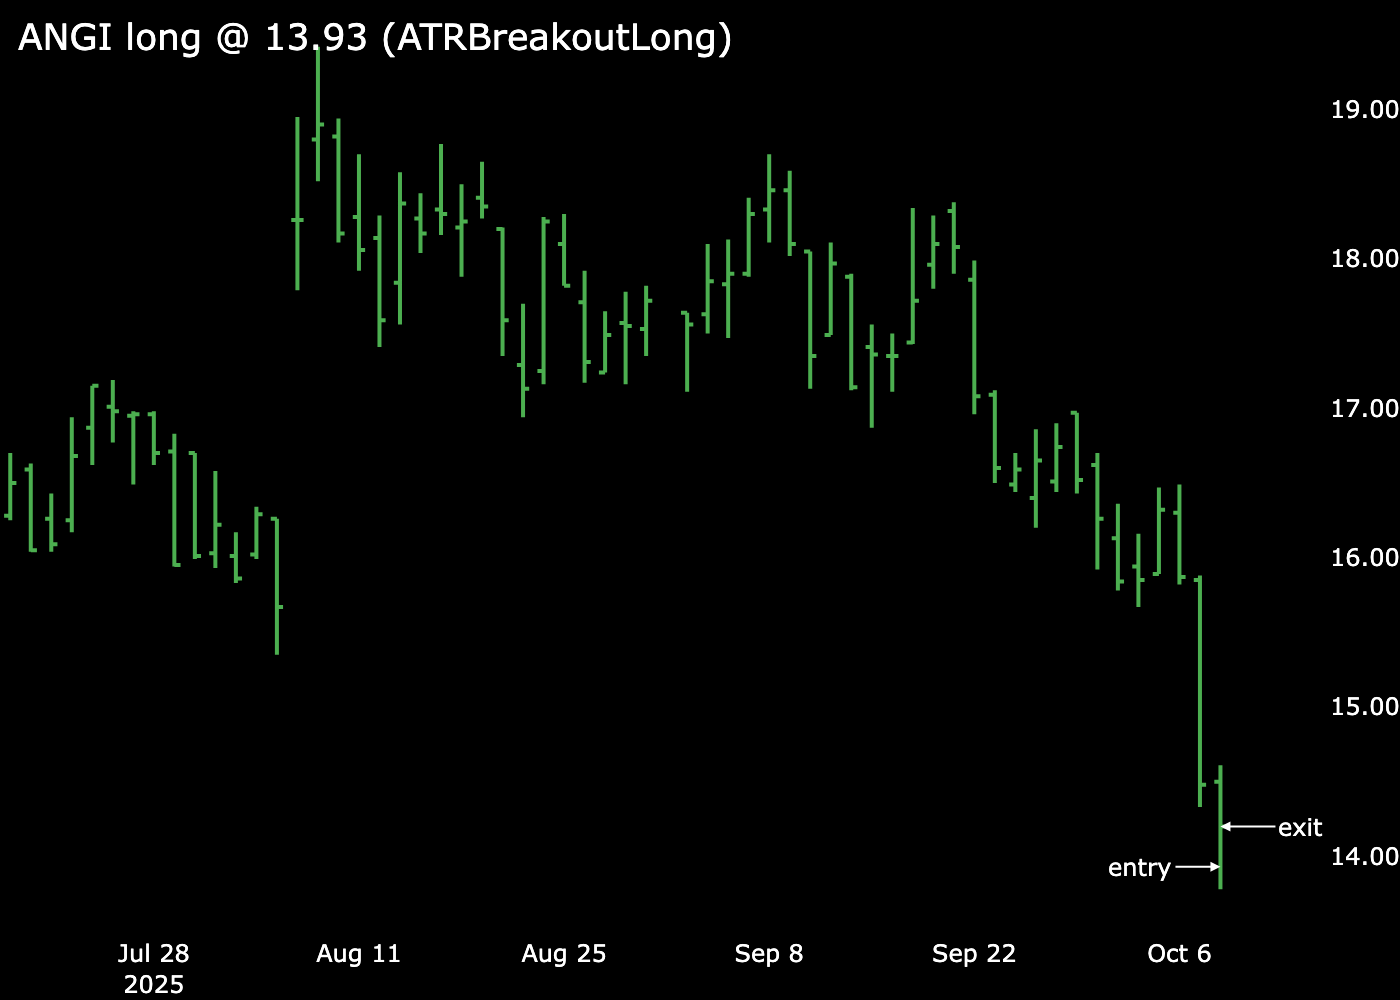 ANGI long @ 13.93 (ATRBreakoutLong)
19.00
18.00
17.00
16.00
15.00
14.00
exit
entry
Jul 28
2025
Aug 11
Aug 25
Sep 8
Sep 22
Oct 6